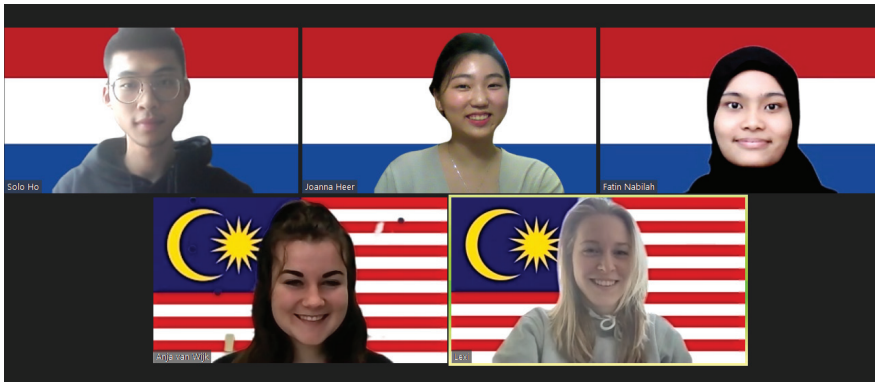 Solo Ho
Joanna Heer
Fatin Nabilah
Anja van Wijk
Lex